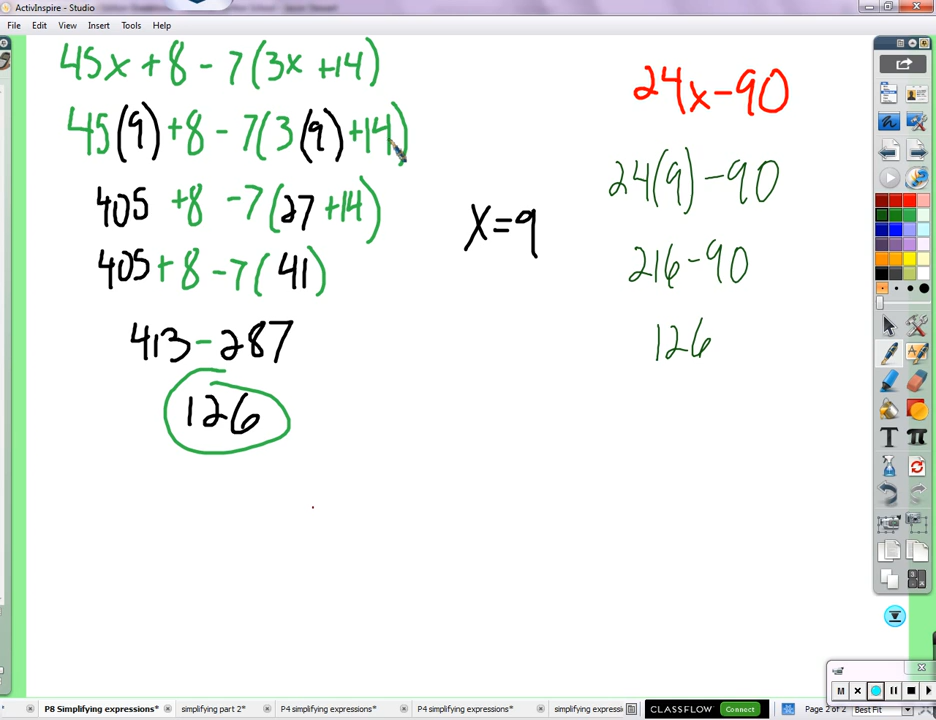 ActivInspire - Studio
File Edit View Insert Tools Help
45x + 8 - 7(3x + 14)
45(9) + 8 - 7(3(9) + 14)
405 + 8 - 7(27 + 14)
405 + 8 - 7(41)
413 - 287
126
x = 9
24x - 90
24(9) - 90
216 - 90
126
T π
M
P8 Simplifying expressions* simplifying part 2* P4 simplifying expressions* P4 simplifying expressions* simplifying express
CLASSFLOW Connect
Page 2 of 2 Best Fit